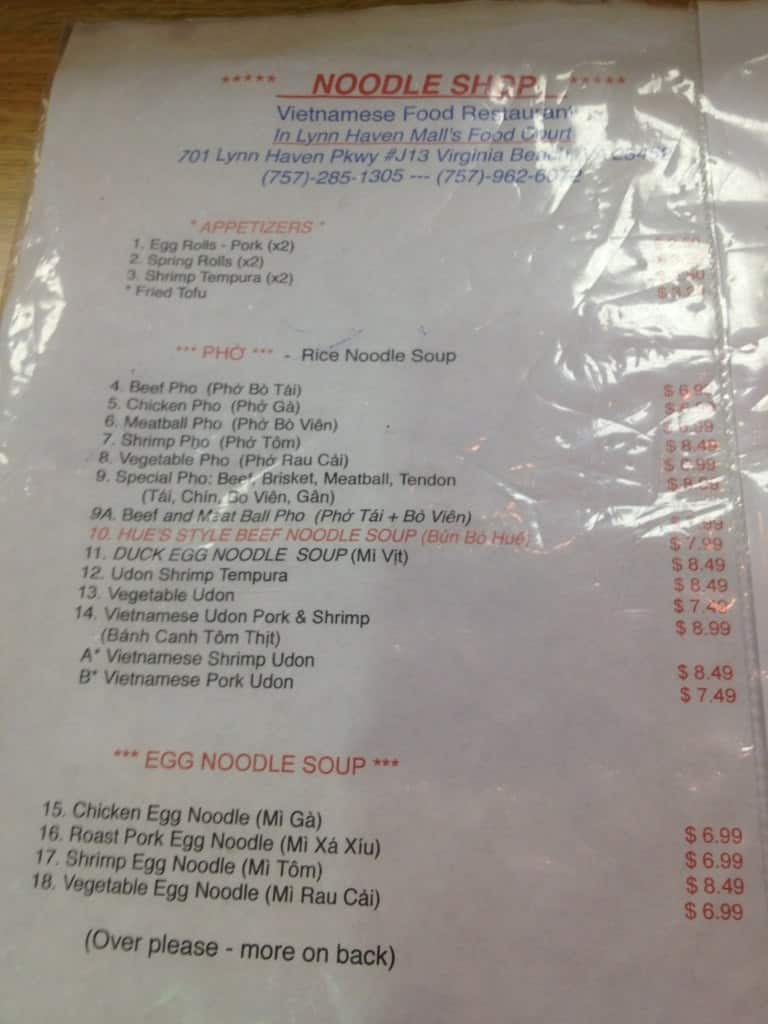 ***** NOODLE SHOP *****
Vietnamese Food Restaurant
In Lynn Haven Mall's Food Court
701 Lynn Haven Pkwy #J13 Virginia Beach
(757)-285-1305 --- (757)-962-6072
* APPETIZERS *
1. Egg Rolls - Pork (x2)
2. Spring Rolls (x2)
3. Shrimp Tempura (x2)
* Fried Tofu
*** PHỞ *** - Rice Noodle Soup
4. Beef Pho (Phở Bò Tái)
5. Chicken Pho (Phở Gà)
6. Meatball Pho (Phở Bò Viên)
7. Shrimp Pho (Phở Tôm) $ 8.49
8. Vegetable Pho (Phở Rau Cải) $ 6.99
9. Special Pho: Beef, Brisket, Meatball, Tendon
(Tái, Chín, Bo Viên, Gân)
9A. Beef and Meat Ball Pho (Phở Tái + Bò Viên)
10. HUE'S STYLE BEEF NOODLE SOUP (Bún Bò Huế) $ 7.99
11. DUCK EGG NOODLE SOUP (Mì Vịt) $ 8.49
12. Udon Shrimp Tempura $ 8.49
13. Vegetable Udon $ 7.49
14. Vietnamese Udon Pork & Shrimp $ 8.99
(Bánh Canh Tôm Thịt)
A* Vietnamese Shrimp Udon $ 8.49
B* Vietnamese Pork Udon $ 7.49
*** EGG NOODLE SOUP ***
15. Chicken Egg Noodle (Mì Gà) $ 6.99
16. Roast Pork Egg Noodle (Mì Xá Xíu) $ 6.99
17. Shrimp Egg Noodle (Mì Tôm) $ 8.49
18. Vegetable Egg Noodle (Mì Rau Cải) $ 6.99
(Over please - more on back)